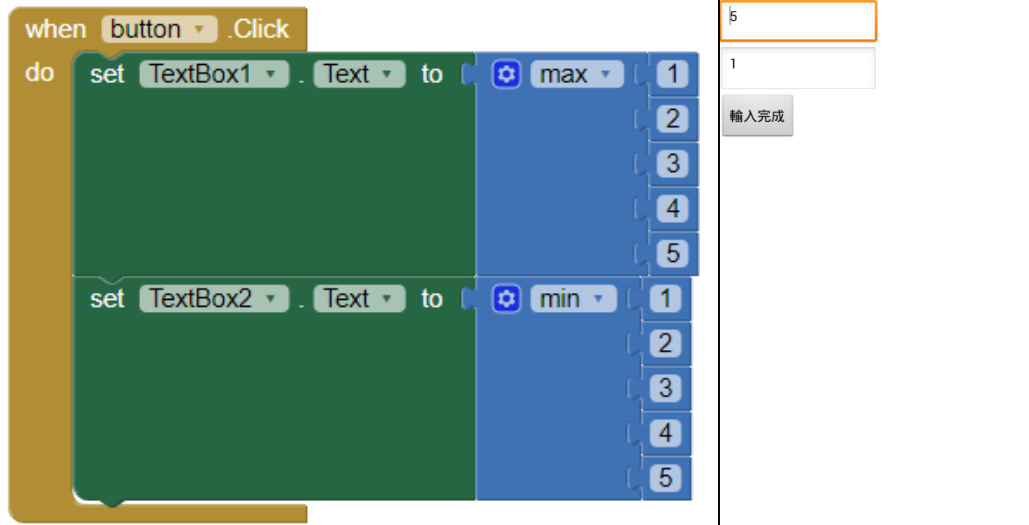 when button .Click
do set TextBox1 . Text to max 1
2
3
4
5
set TextBox2 . Text to min 1
2
3
4
5
5
1
輸入完成